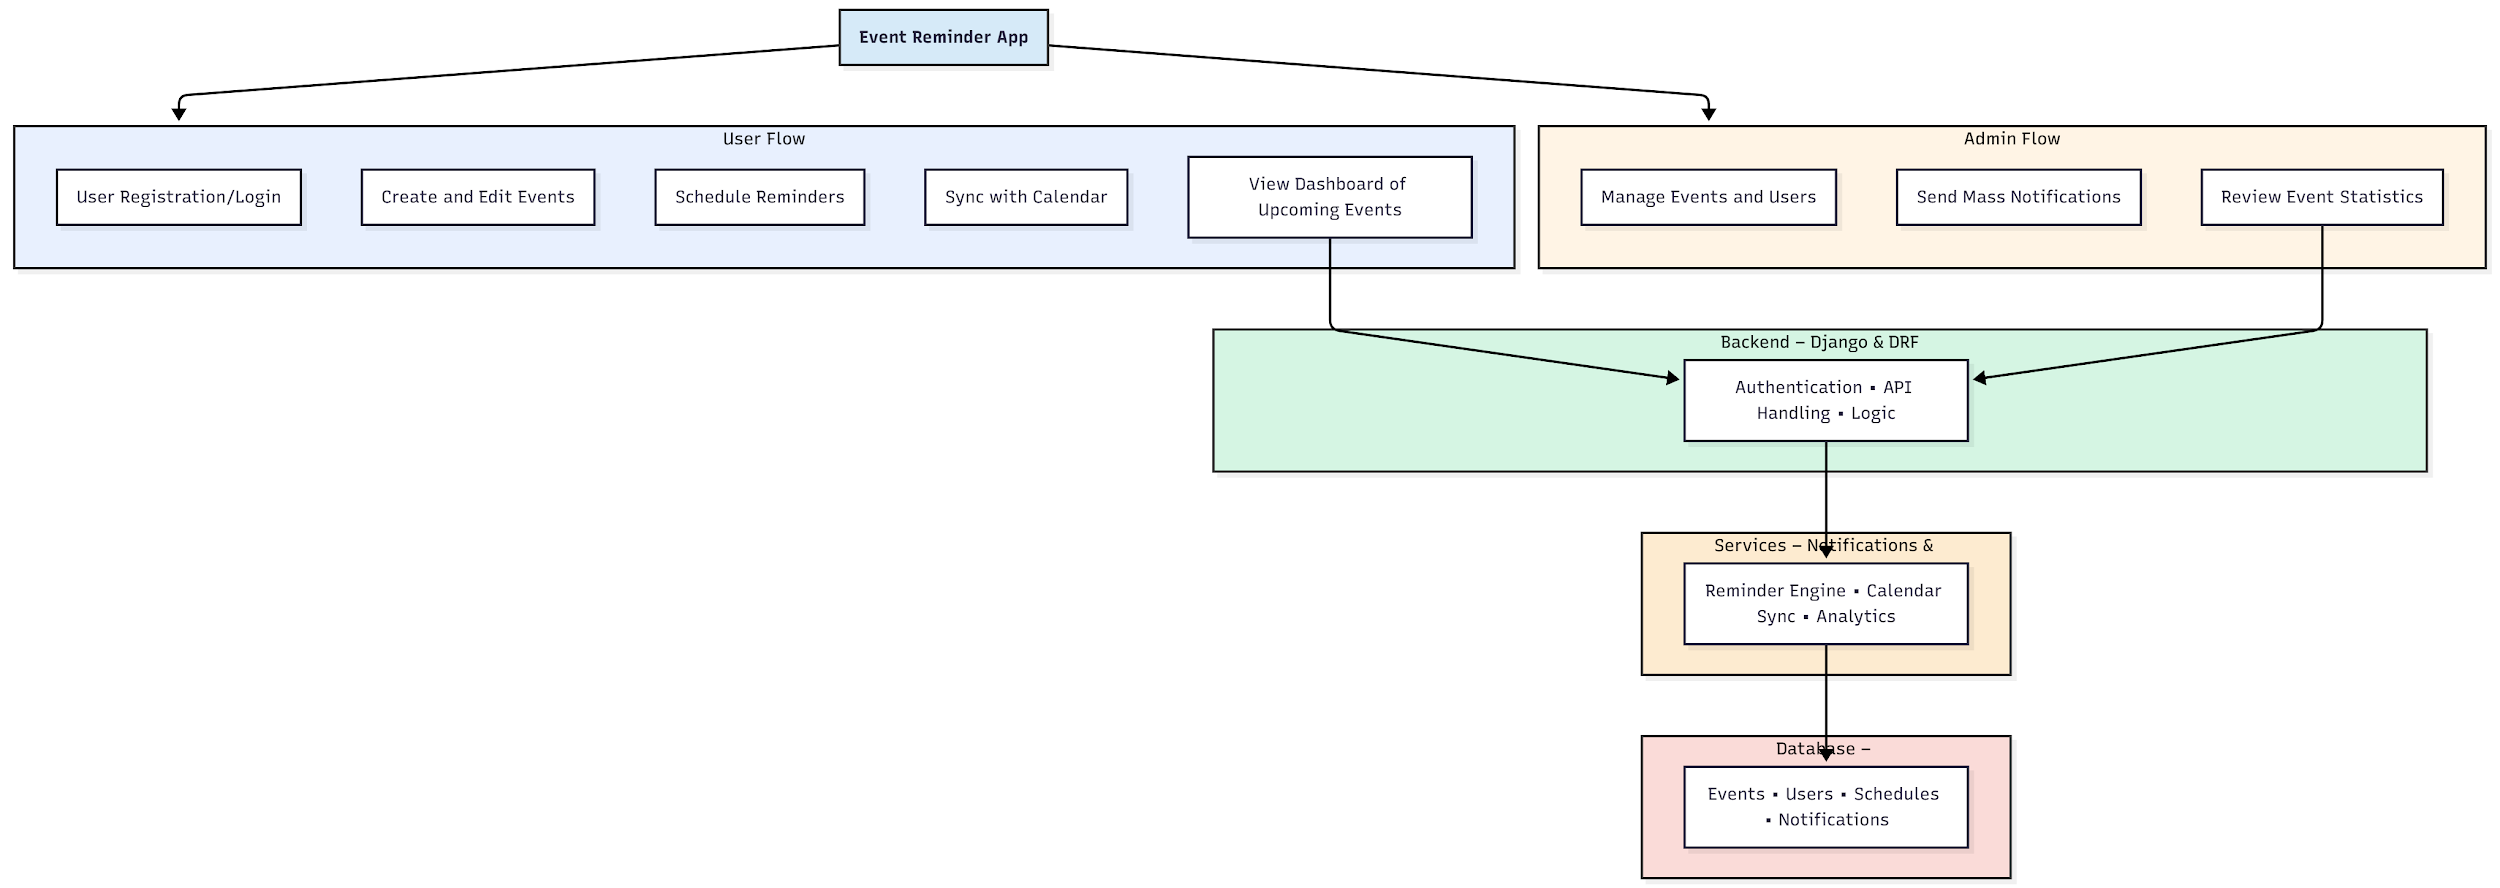 Event Reminder App
User Flow
User Registration/Login
Create and Edit Events
Schedule Reminders
Sync with Calendar
View Dashboard of
Upcoming Events
Admin Flow
Manage Events and Users
Send Mass Notifications
Review Event Statistics
Backend – Django & DRF
Authentication ▪ API
Handling ▪ Logic
Services – Notifications &
Reminder Engine ▪ Calendar
Sync ▪ Analytics
Database –
Events ▪ Users ▪ Schedules
▪ Notifications